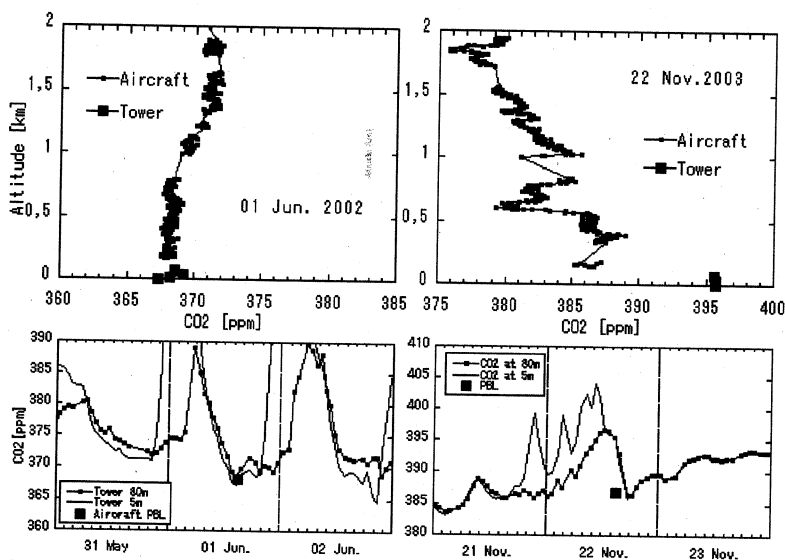 2
1,5
1
0,5
0
Altitude [km]
Aircraft
Tower
01 Jun. 2002
360 365 370 375 380 385
CO2 [ppm]
2
1,5
1
0,5
0
22 Nov.2003
Aircraft
Tower
375 380 385 390 395 400
CO2 [ppm]
390
385
380
375
370
365
360
CO2[ppm]
Tower 80m
Tower 5m
Aircraft PBL
31 May 01 Jun. 02 Jun.
410
405
400
395
390
385
380
CO2 at 80m
CO2 at 5m
PBL
21 Nov. 22 Nov. 23 Nov.